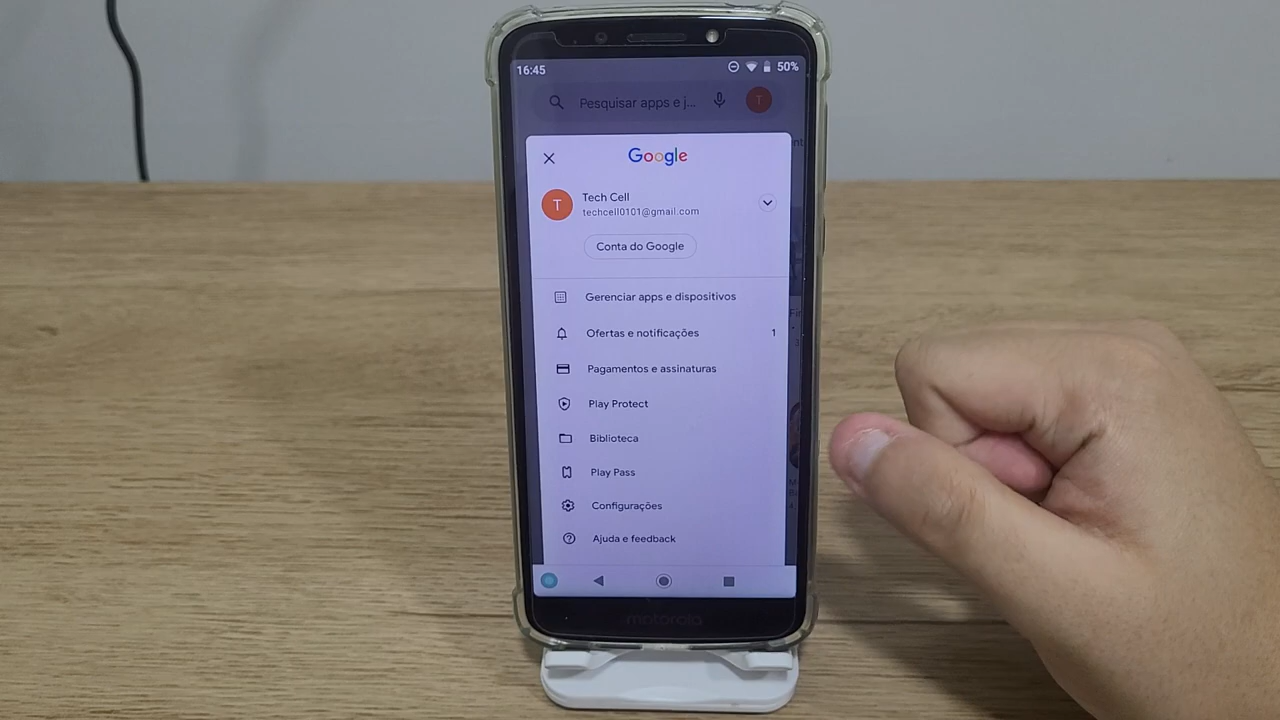 16:45
50%
Pesquisar apps e j...
T
Google
T
Tech Cell
techcell0101@gmail.com
Conta do Google
Gerenciar apps e dispositivos
Ofertas e notificações
1
Pagamentos e assinaturas
Play Protect
Biblioteca
Play Pass
Configurações
Ajuda e feedback
motorola